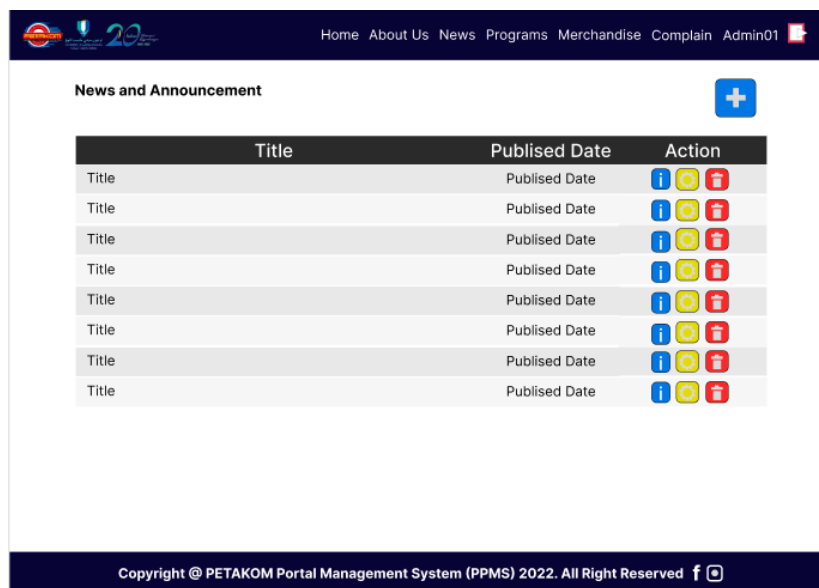 PETAKOM
20
Home About Us News Programs Merchandise Complain Admin01
News and Announcement
Title Publised Date Action
Title Publised Date
Title Publised Date
Title Publised Date
Title Publised Date
Title Publised Date
Title Publised Date
Title Publised Date
Title Publised Date
Copyright @ PETAKOM Portal Management System (PPMS) 2022. All Right Reserved